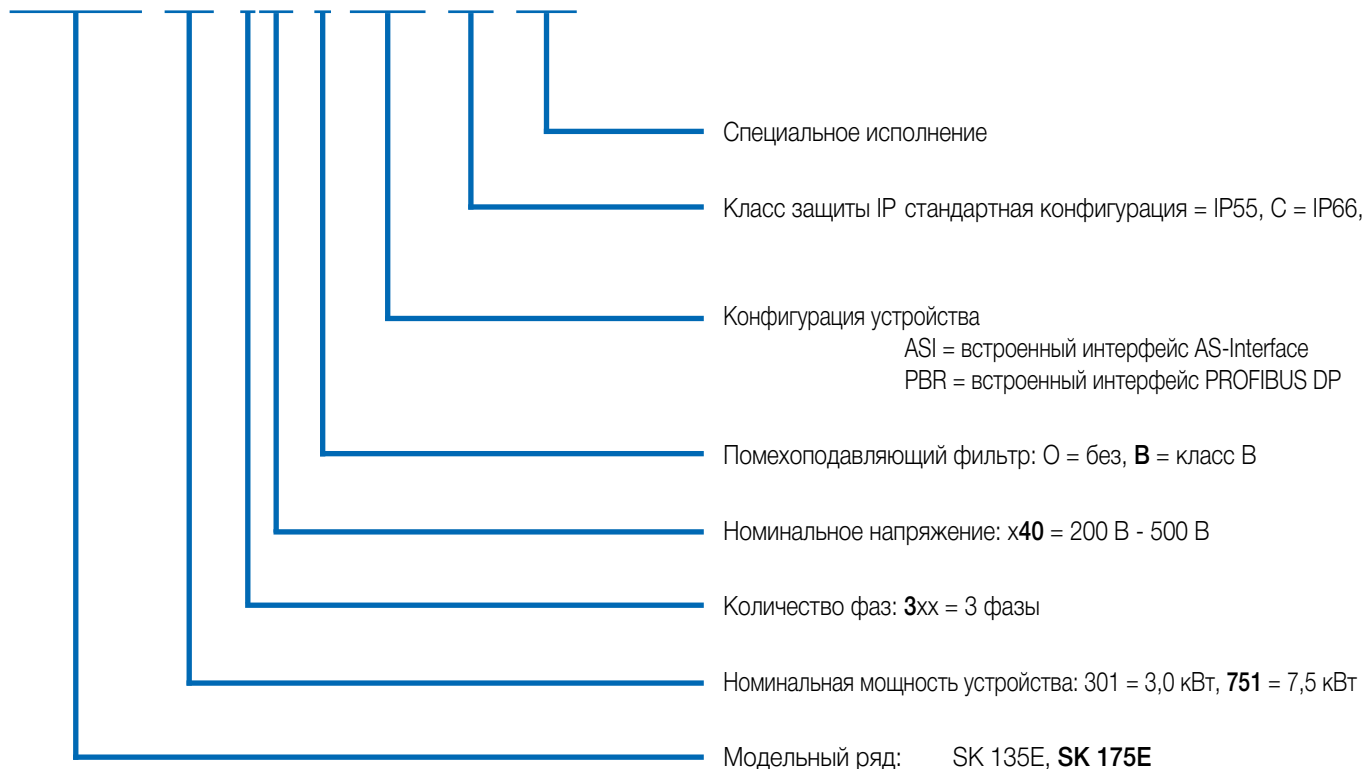 Специальное исполнение
Класс защиты IP стандартная конфигурация = IP55, C = IP66,
Конфигурация устройства
ASI = встроенный интерфейс AS-Interface
PBR = встроенный интерфейс PROFIBUS DP
Помехоподавляющий фильтр: O = без, B = класс B
Номинальное напряжение: x40 = 200 В - 500 В
Количество фаз: 3xx = 3 фазы
Номинальная мощность устройства: 301 = 3,0 кВт, 751 = 7,5 кВт
Модельный ряд: SK 135E, SK 175E